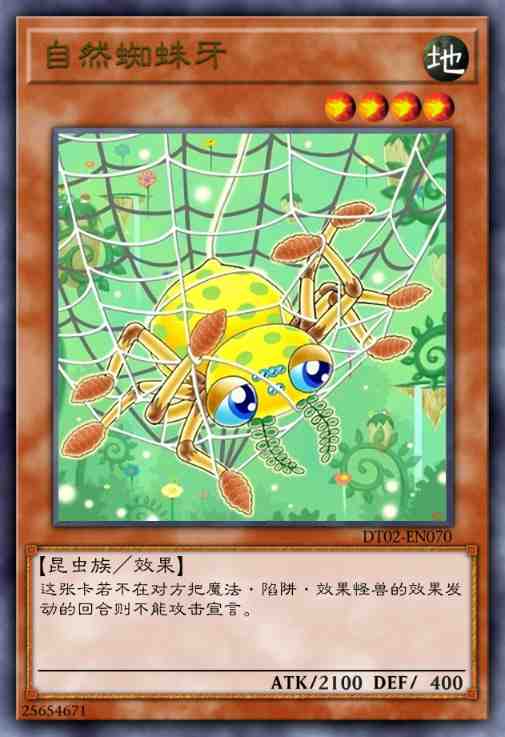 自然蜘蛛牙
地
DT02-EN070
【昆虫族／效果】
这张卡若不在对方把魔法·陷阱·效果怪兽的效果发
动的回合则不能攻击宣言。
ATK/2100 DEF/ 400
25654671